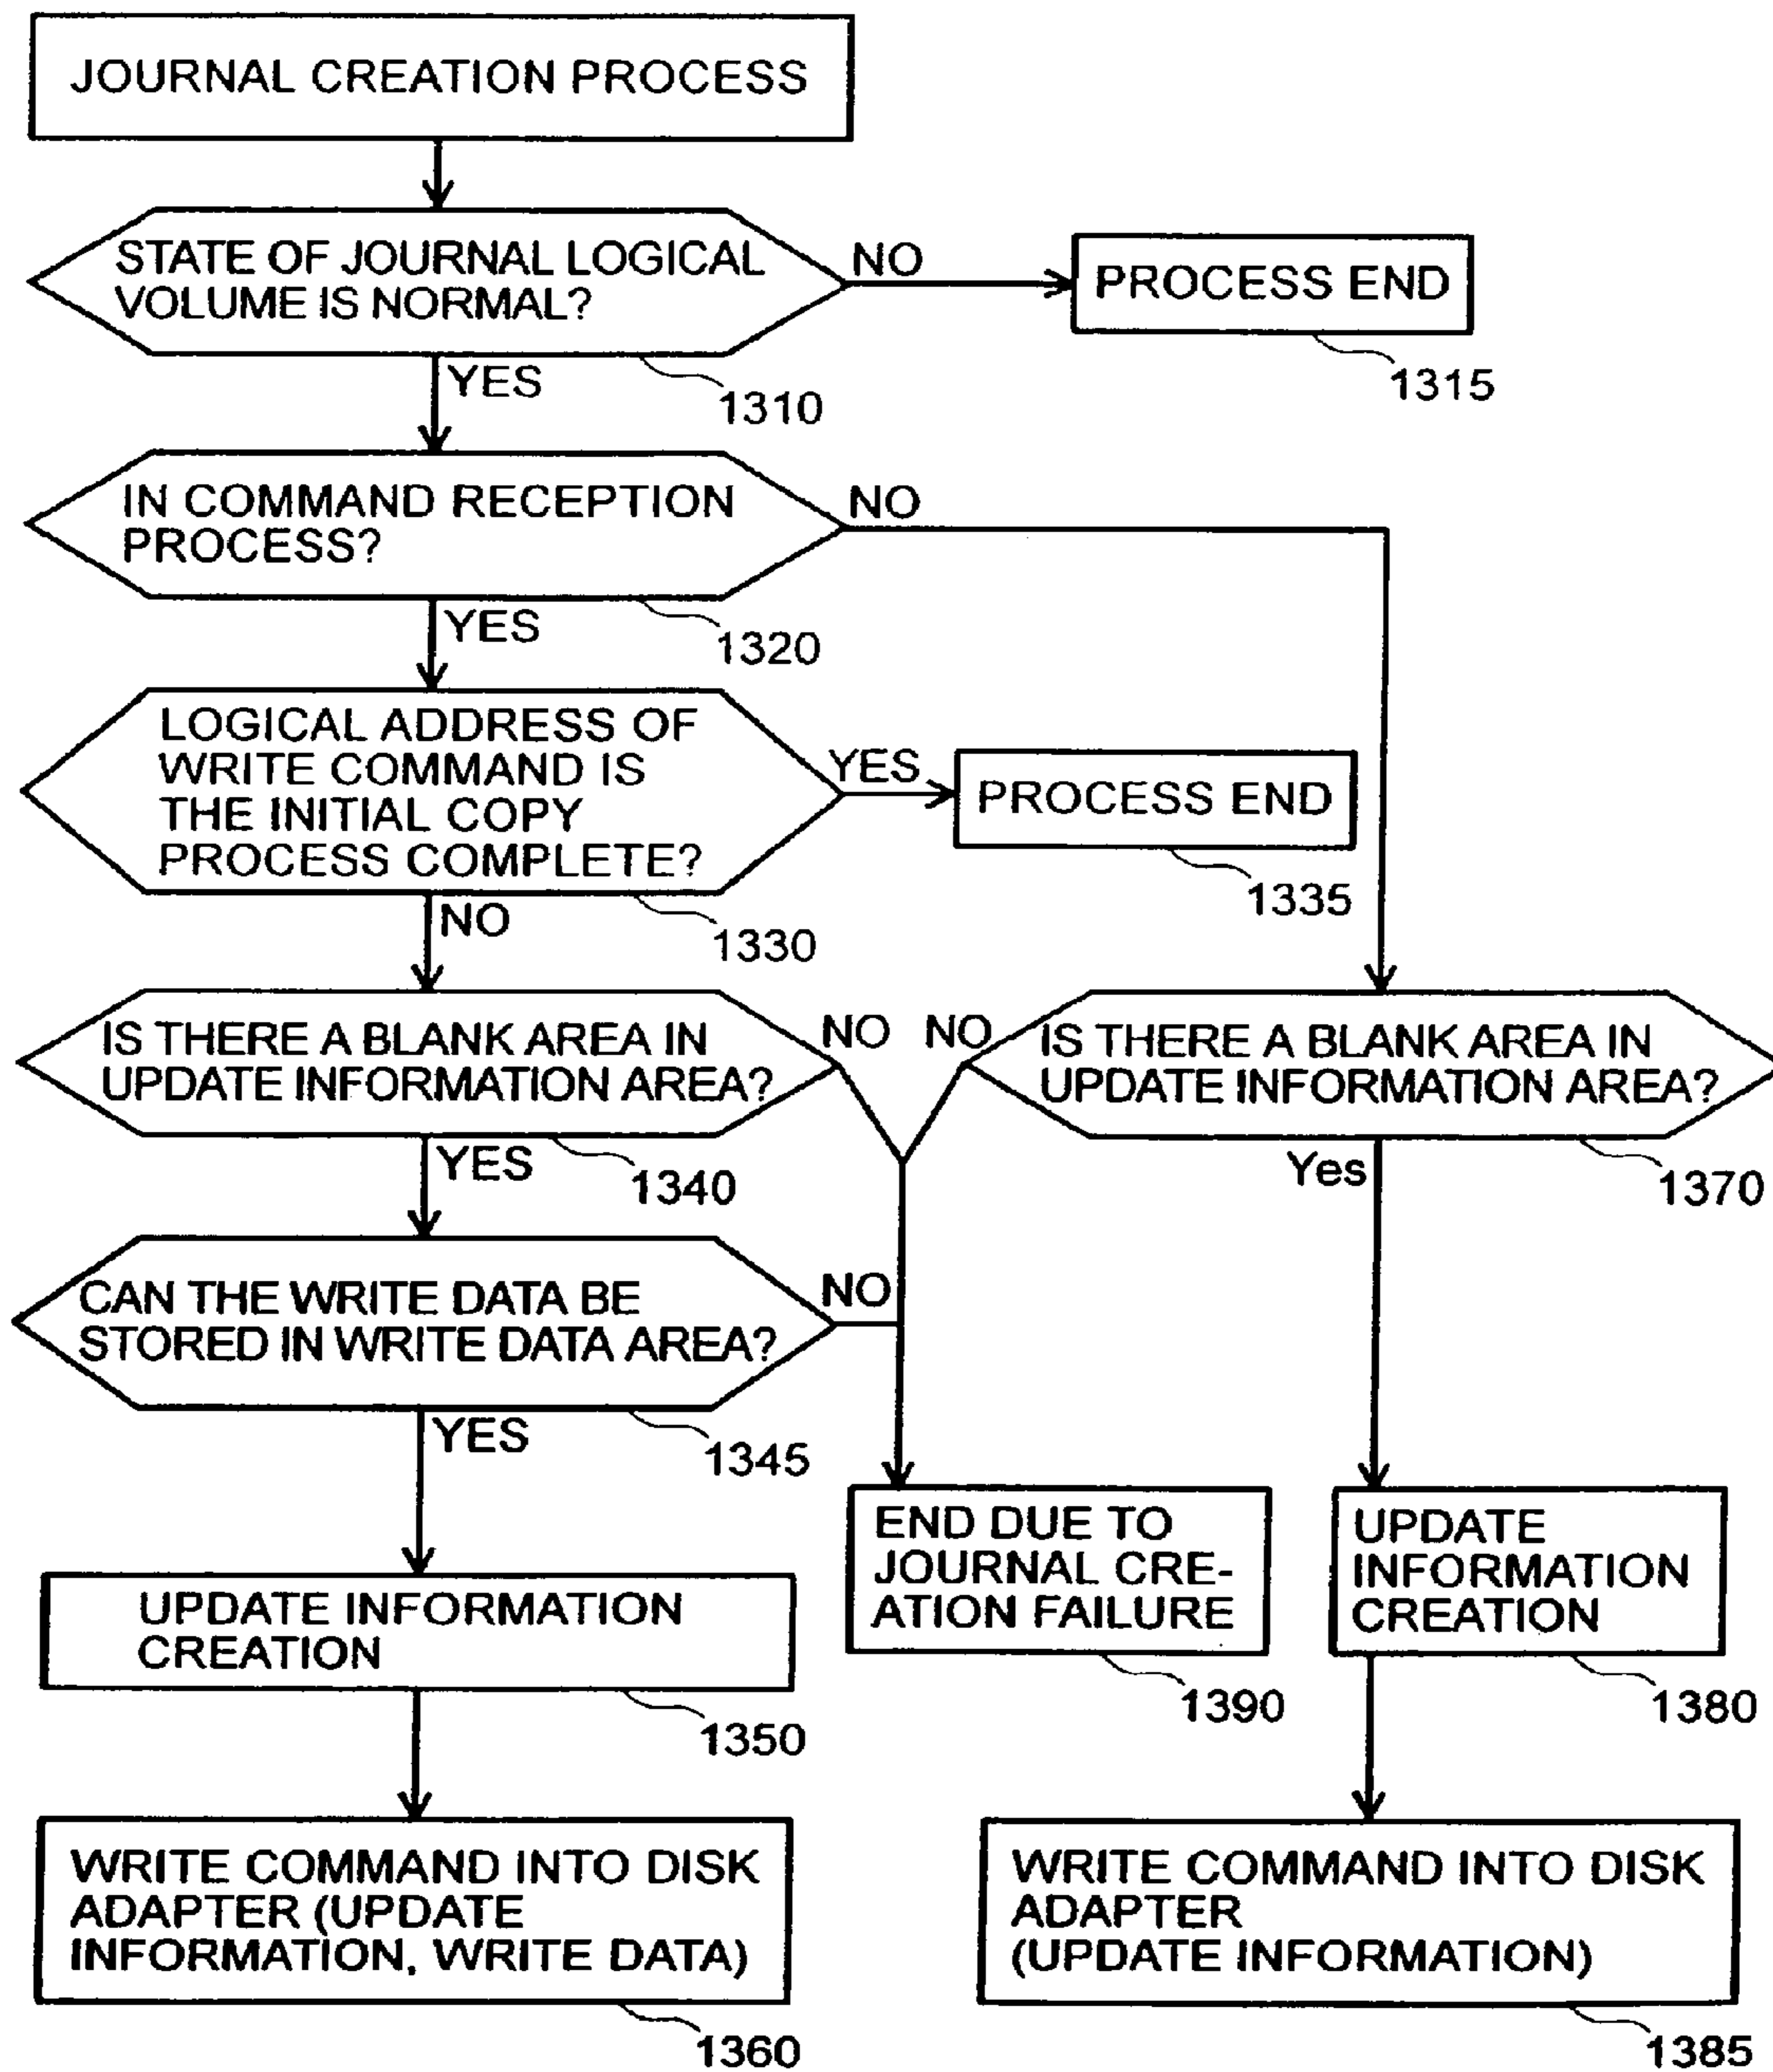 JOURNAL CREATION PROCESS
STATE OF JOURNAL LOGICAL
VOLUME IS NORMAL?
NO
PROCESS END
1315
YES
1310
IN COMMAND RECEPTION
PROCESS?
NO
YES
1320
LOGICAL ADDRESS OF
WRITE COMMAND IS
THE INITIAL COPY
PROCESS COMPLETE?
YES
PROCESS END
1335
NO
1330
IS THERE A BLANK AREA IN
UPDATE INFORMATION AREA?
NO
NO
IS THERE A BLANK AREA IN
UPDATE INFORMATION AREA?
YES
1340
Yes
1370
CAN THE WRITE DATA BE
STORED IN WRITE DATA AREA?
NO
YES
1345
END DUE TO
JOURNAL CRE-
ATION FAILURE
1390
UPDATE
INFORMATION
CREATION
1380
UPDATE INFORMATION
CREATION
1350
WRITE COMMAND INTO DISK
ADAPTER (UPDATE
INFORMATION, WRITE DATA)
1360
WRITE COMMAND INTO DISK
ADAPTER
(UPDATE INFORMATION)
1385